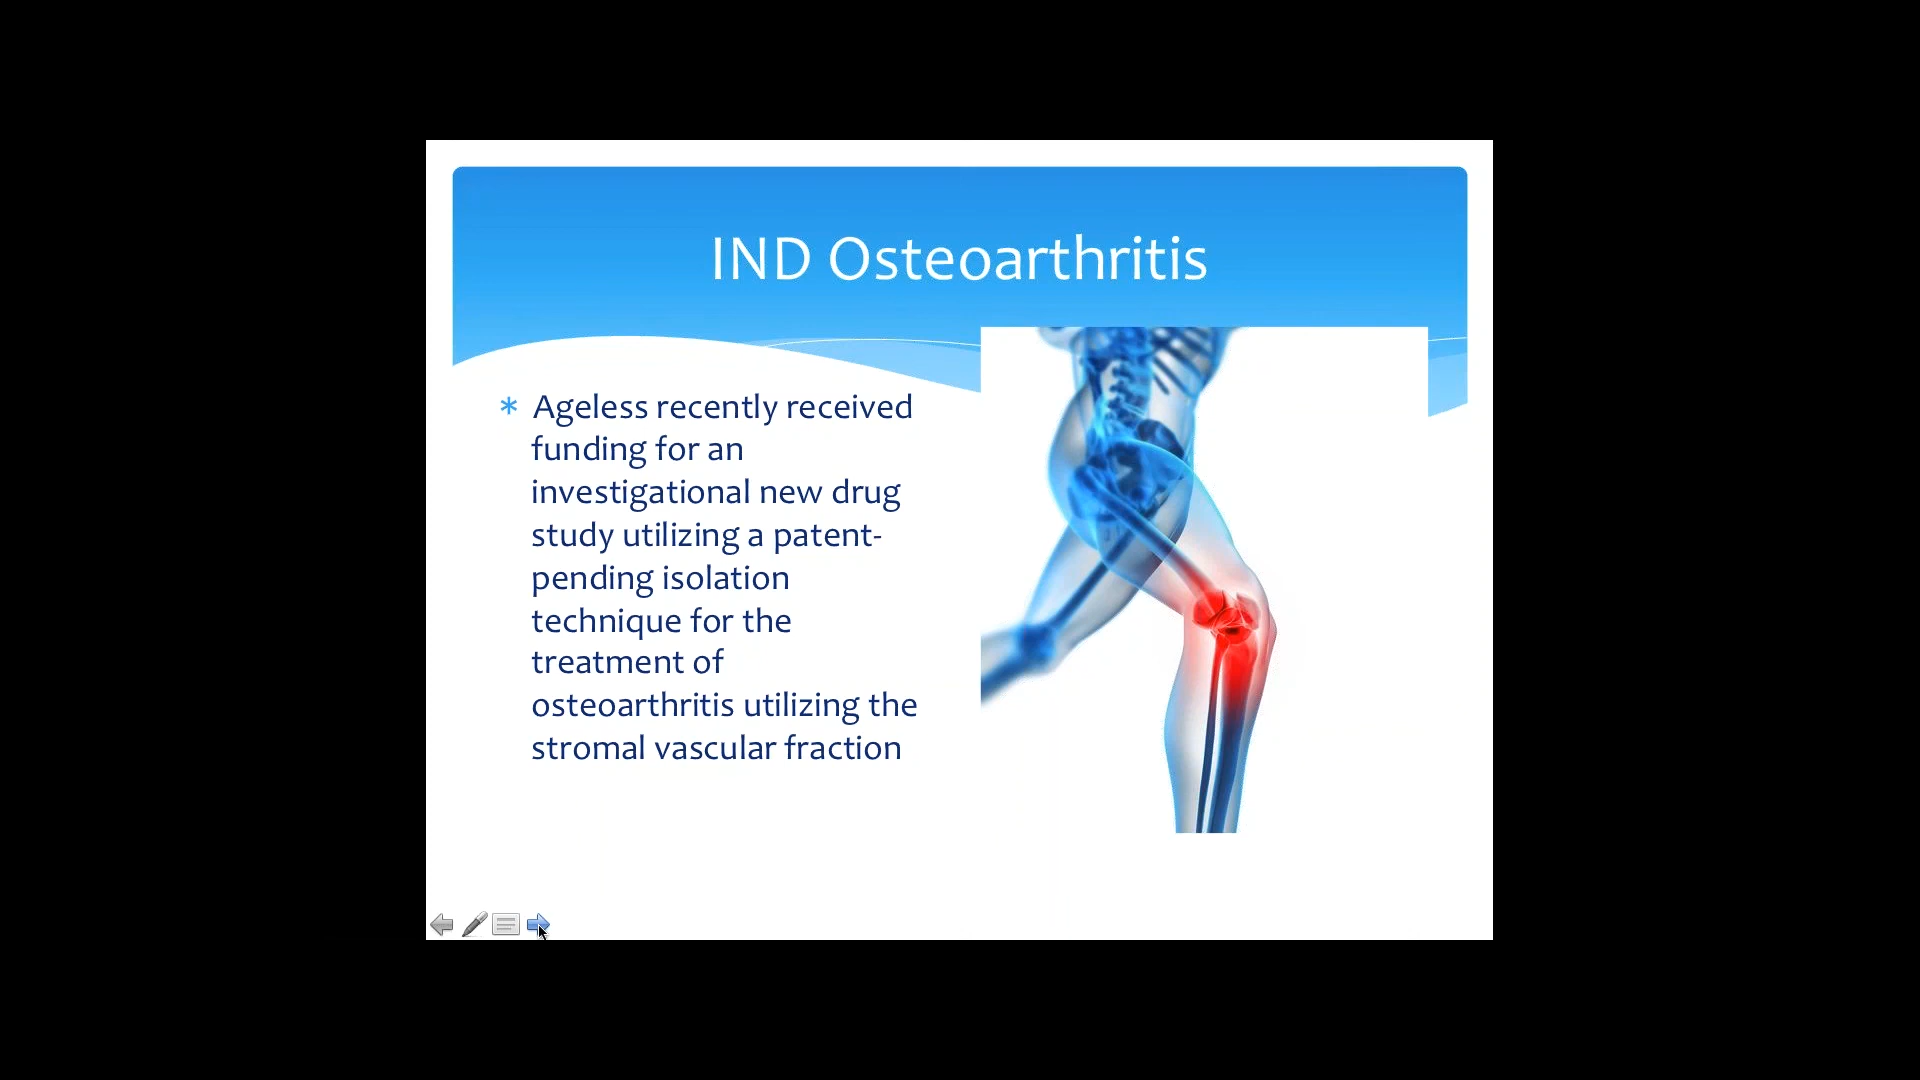 IND Osteoarthritis
* Ageless recently received
funding for an
investigational new drug
study utilizing a patent-
pending isolation
technique for the
treatment of
osteoarthritis utilizing the
stromal vascular fraction